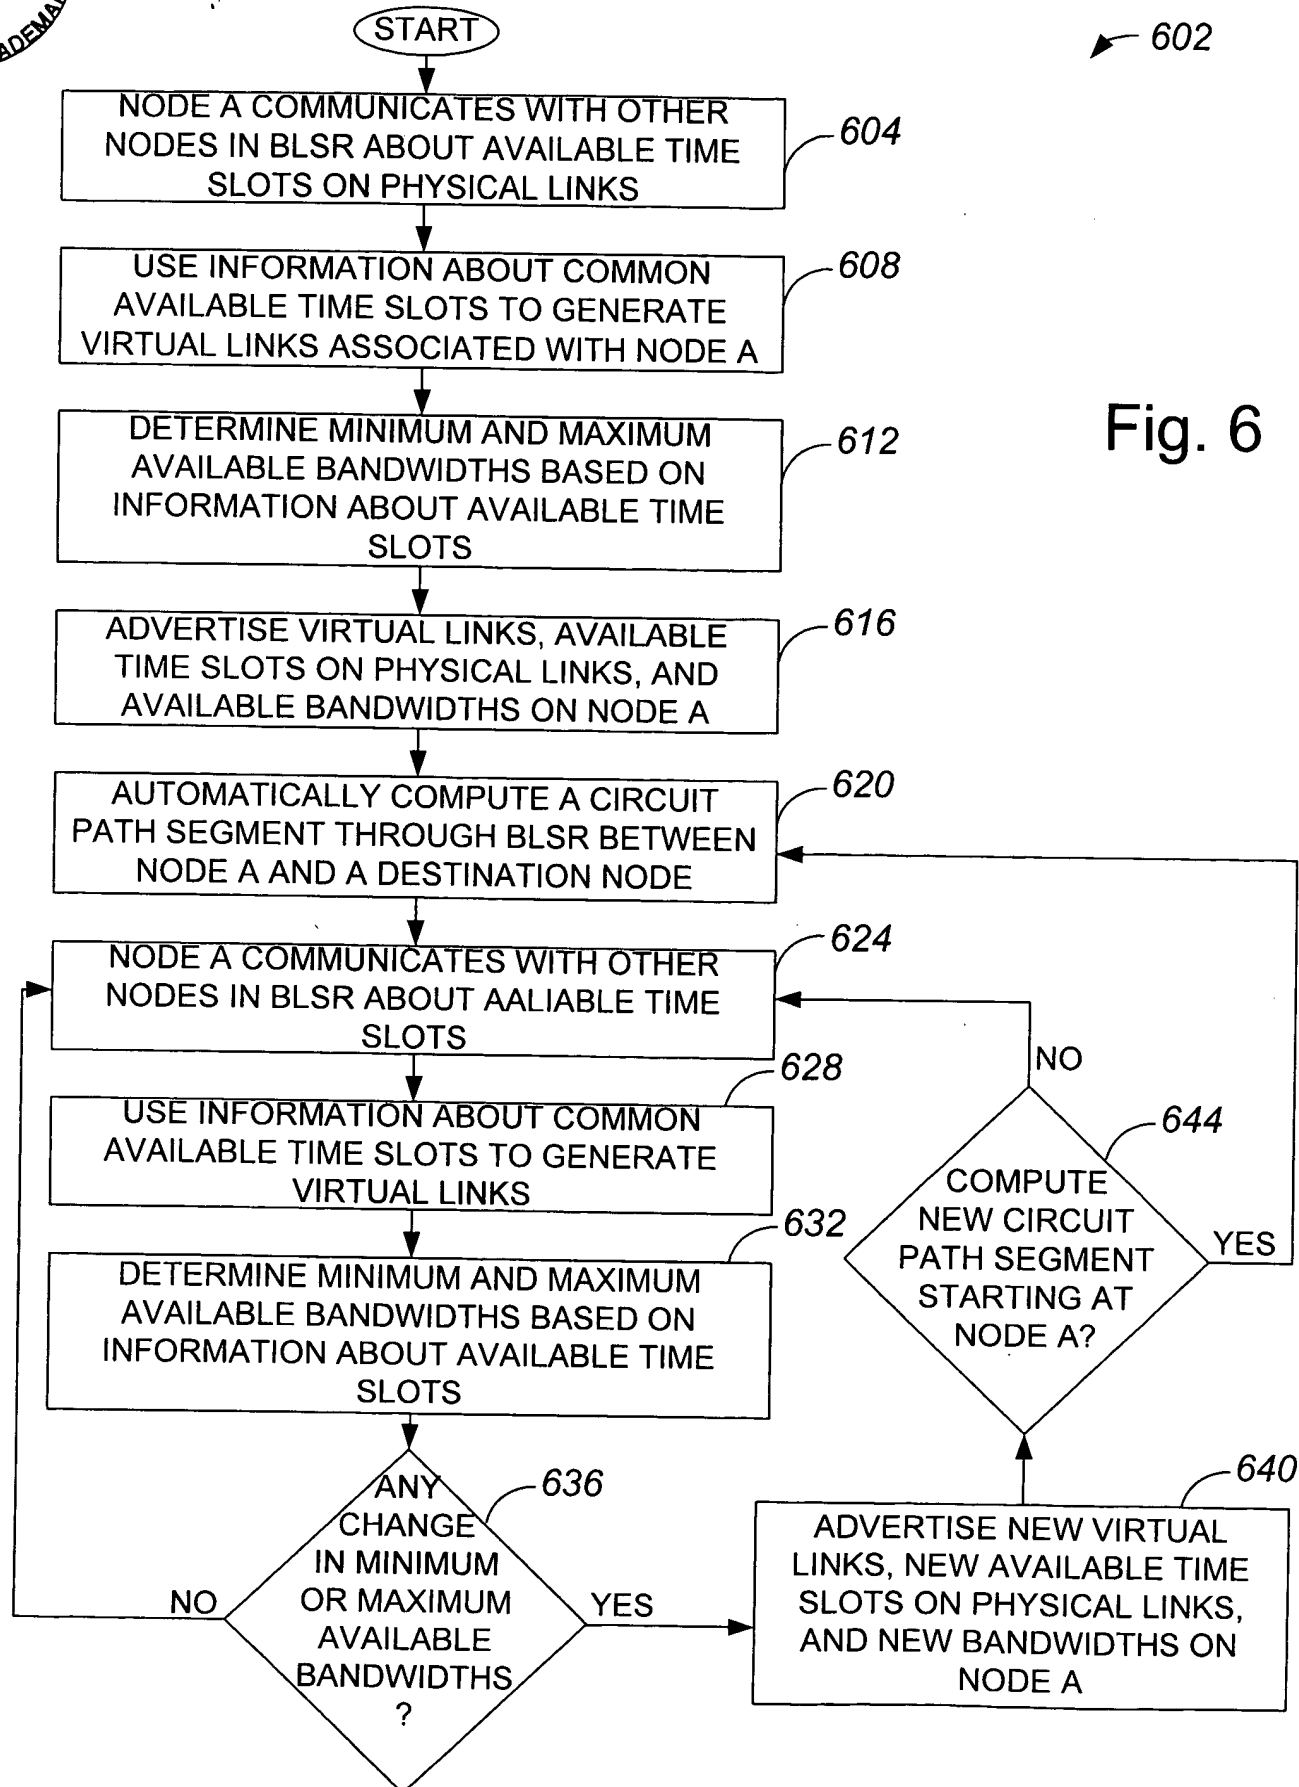 ADEMAR
START
602
NODE A COMMUNICATES WITH OTHER
NODES IN BLSR ABOUT AVAILABLE TIME
SLOTS ON PHYSICAL LINKS
604
USE INFORMATION ABOUT COMMON
AVAILABLE TIME SLOTS TO GENERATE
VIRTUAL LINKS ASSOCIATED WITH NODE A
608
Fig. 6
DETERMINE MINIMUM AND MAXIMUM
AVAILABLE BANDWIDTHS BASED ON
INFORMATION ABOUT AVAILABLE TIME
SLOTS
612
ADVERTISE VIRTUAL LINKS, AVAILABLE
TIME SLOTS ON PHYSICAL LINKS, AND
AVAILABLE BANDWIDTHS ON NODE A
616
AUTOMATICALLY COMPUTE A CIRCUIT
PATH SEGMENT THROUGH BLSR BETWEEN
NODE A AND A DESTINATION NODE
620
NODE A COMMUNICATES WITH OTHER
NODES IN BLSR ABOUT AALIABLE TIME
SLOTS
624
USE INFORMATION ABOUT COMMON
AVAILABLE TIME SLOTS TO GENERATE
VIRTUAL LINKS
628
DETERMINE MINIMUM AND MAXIMUM
AVAILABLE BANDWIDTHS BASED ON
INFORMATION ABOUT AVAILABLE TIME
SLOTS
632
ANY
CHANGE
IN MINIMUM
OR MAXIMUM
AVAILABLE
BANDWIDTHS
?
636
NO
YES
ADVERTISE NEW VIRTUAL
LINKS, NEW AVAILABLE TIME
SLOTS ON PHYSICAL LINKS,
AND NEW BANDWIDTHS ON
NODE A
640
COMPUTE
NEW CIRCUIT
PATH SEGMENT
STARTING AT
NODE A?
644
NO
YES